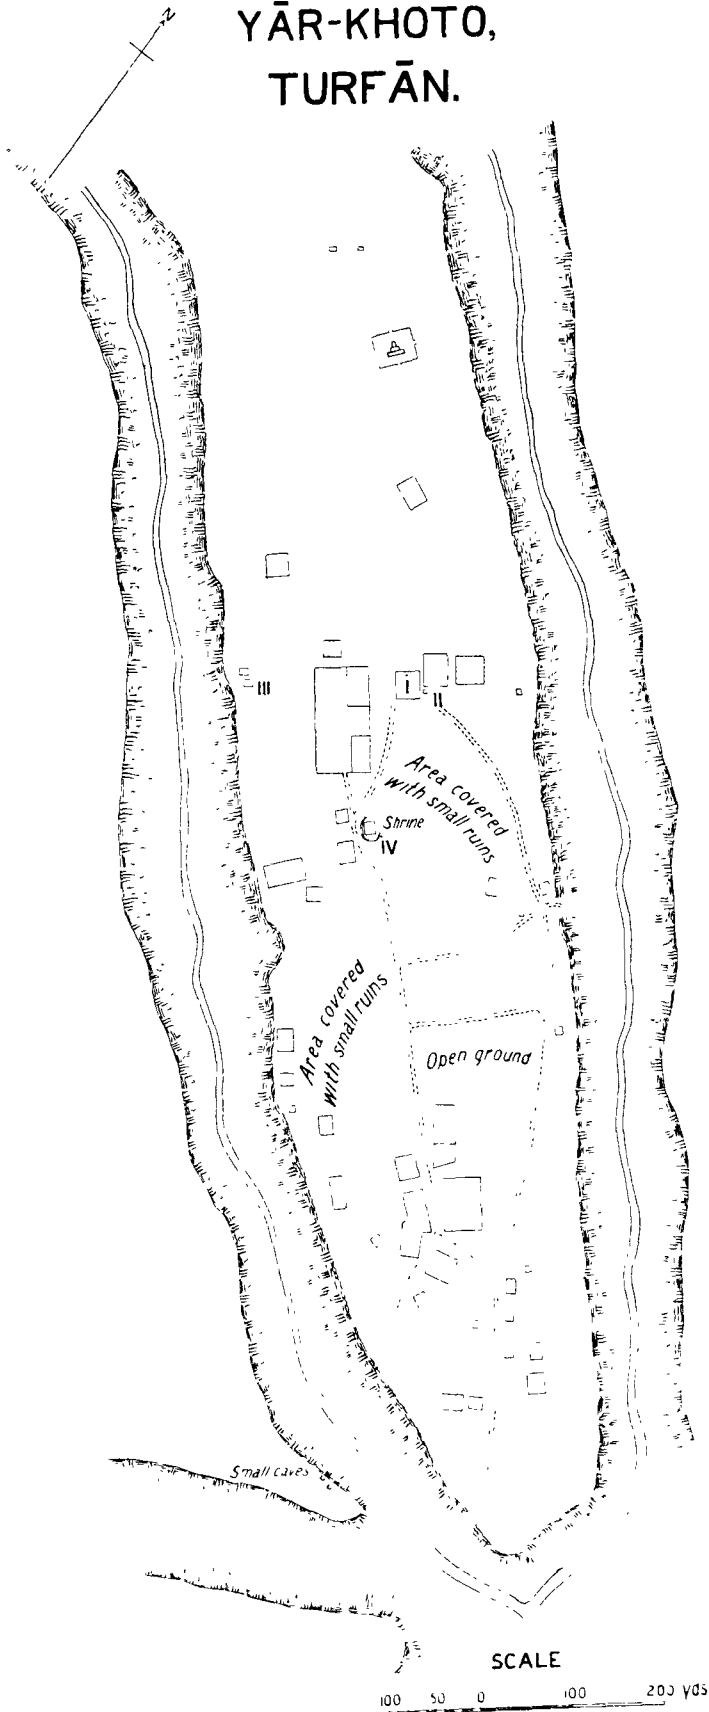 N
YĀR-KHOTO,
TURFĀN.
I
II
III
Area covered
with small ruins
Shrine
IV
Area covered
with small ruins
Open ground
Small caves
SCALE
100 50 0 100 200 yds